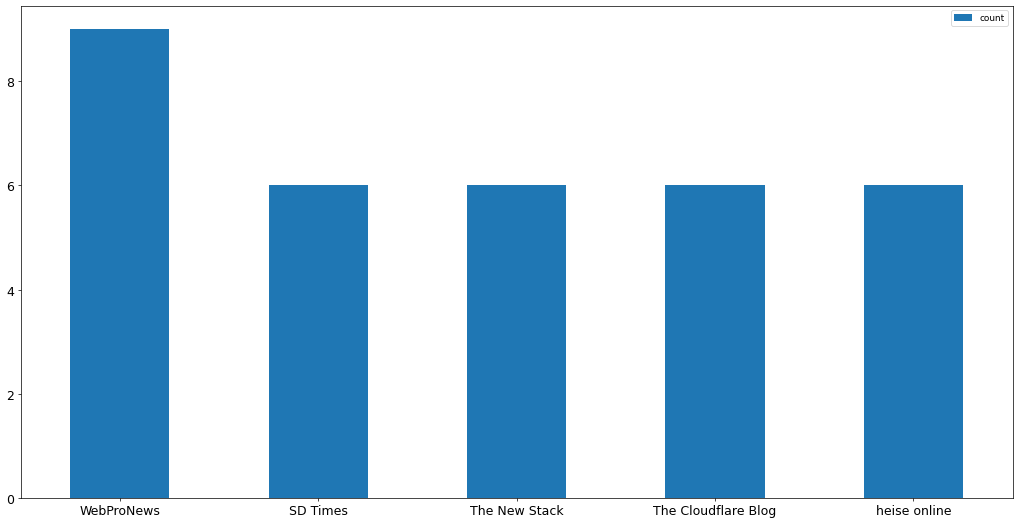 count
8
6
4
2
0
WebProNews
SD Times
The New Stack
The Cloudflare Blog
heise online